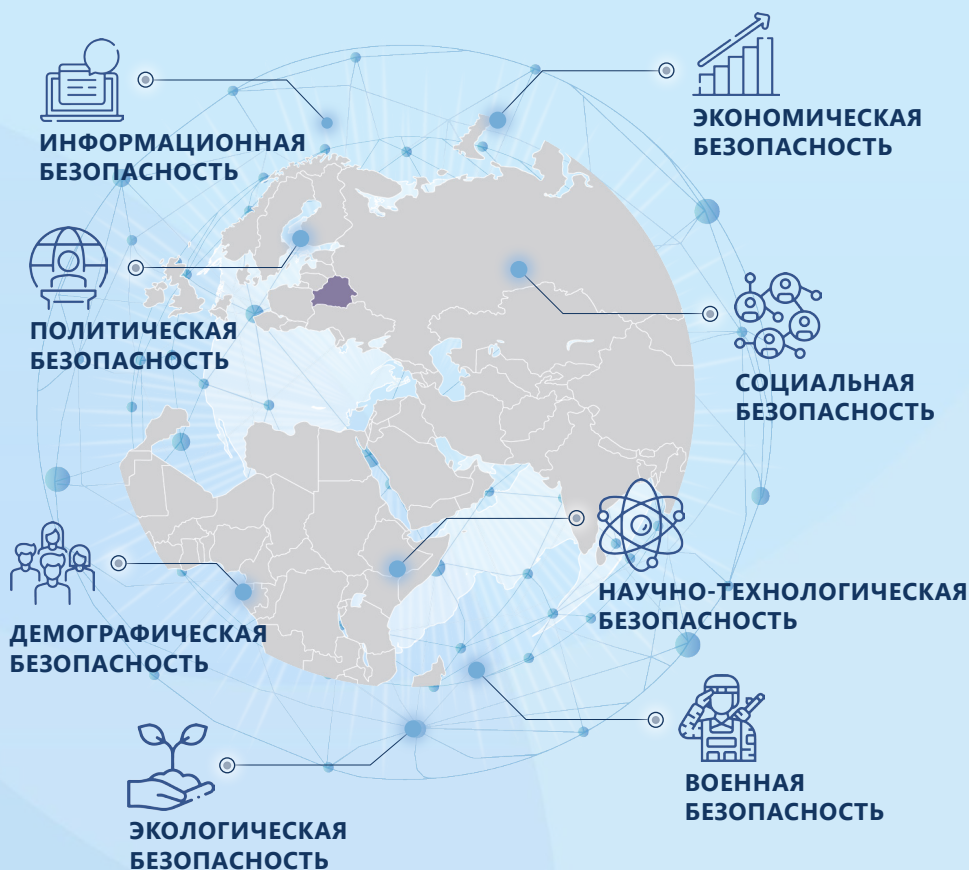 ИНФОРМАЦИОННАЯ
БЕЗОПАСНОСТЬ
ЭКОНОМИЧЕСКАЯ
БЕЗОПАСНОСТЬ
ПОЛИТИЧЕСКАЯ
БЕЗОПАСНОСТЬ
СОЦИАЛЬНАЯ
БЕЗОПАСНОСТЬ
НАУЧНО-ТЕХНОЛОГИЧЕСКАЯ
БЕЗОПАСНОСТЬ
ДЕМОГРАФИЧЕСКАЯ
БЕЗОПАСНОСТЬ
ВОЕННАЯ
БЕЗОПАСНОСТЬ
ЭКОЛОГИЧЕСКАЯ
БЕЗОПАСНОСТЬ